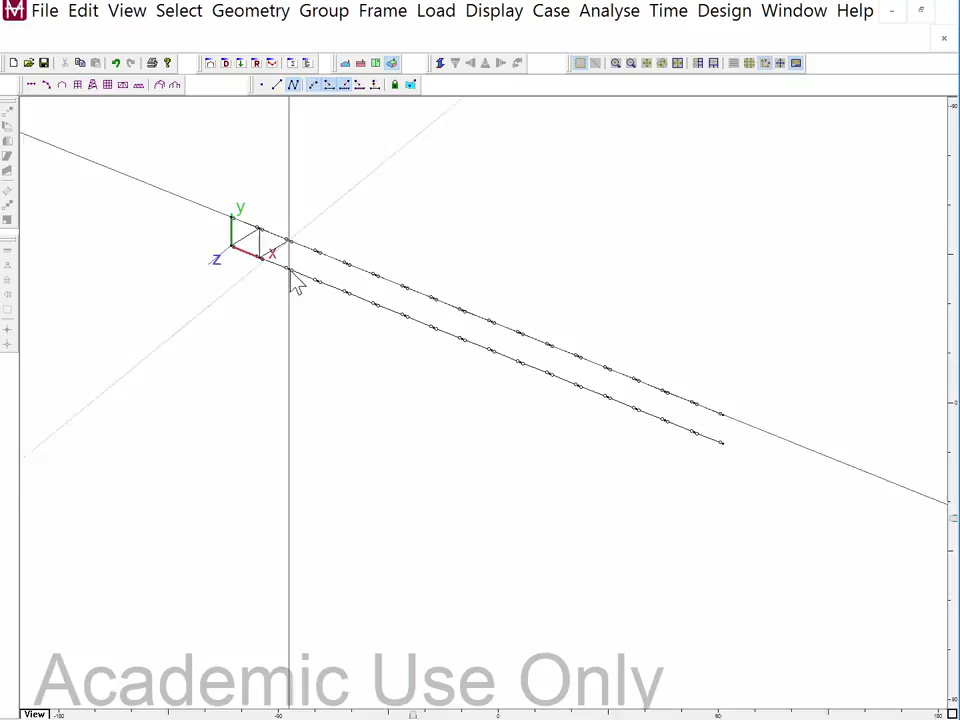 File Edit View Select Geometry Group Frame Load Display Case Analyse Time Design Window Help
y
z x
Academic Use Only
View